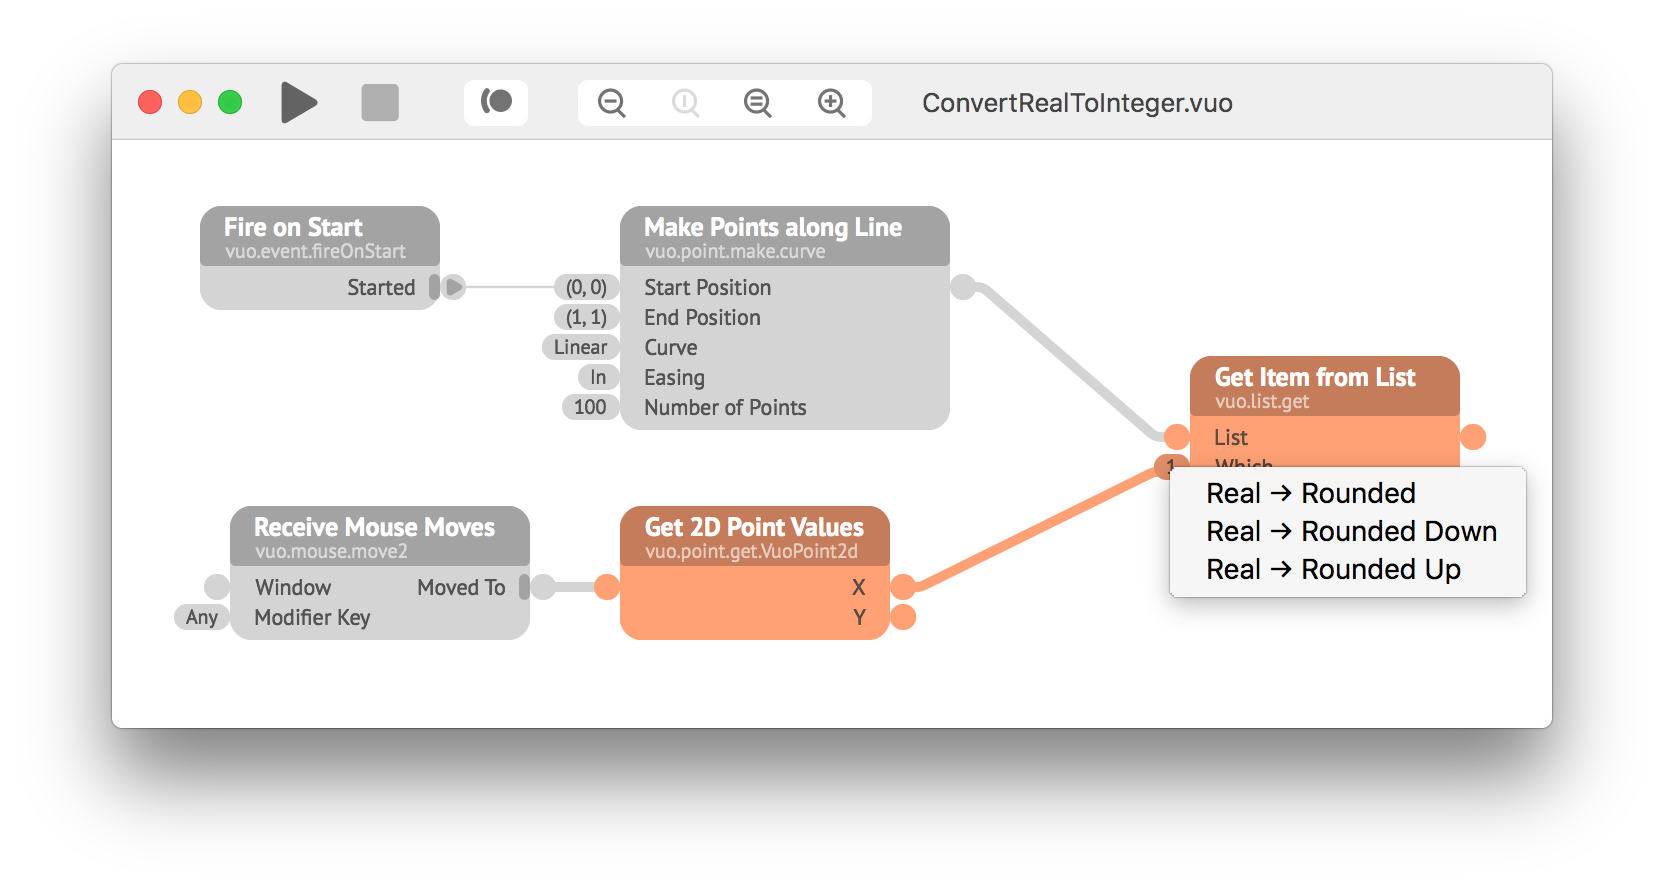 ConvertRealToInteger.vuo
Fire on Start
vuo.event.fireOnStart
Started
Make Points along Line
vuo.point.make.curve
(0, 0) Start Position
(1, 1) End Position
Linear Curve
In Easing
100 Number of Points
Get Item from List
vuo.list.get
List
1 Which
Real → Rounded
Real → Rounded Down
Real → Rounded Up
Receive Mouse Moves
vuo.mouse.move2
Window Moved To
Any Modifier Key
Get 2D Point Values
vuo.point.get.VuoPoint2d
X
Y